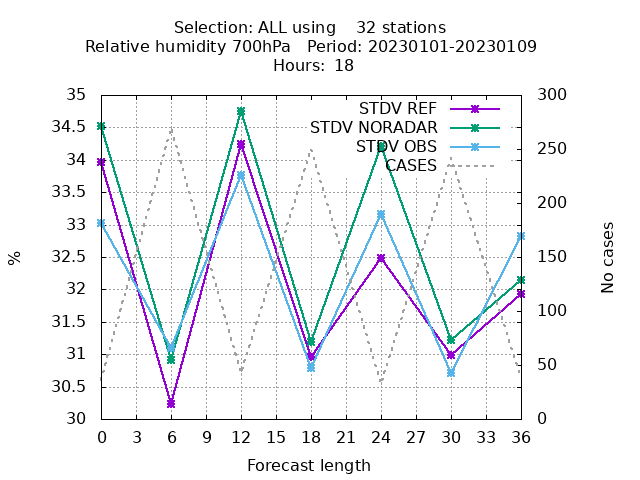 Selection: ALL using    32 stations
Relative humidity 700hPa   Period: 20230101-20230109
Hours: 18
35
34.5
34
33.5
33
32.5
32
31.5
31
30.5
30
%
300
250
200
150
100
50
0
No cases
STDV REF
STDV NORADAR
STDV OBS
CASES
0 3 6 9 12 15 18 21 24 27 30 33 36
Forecast length